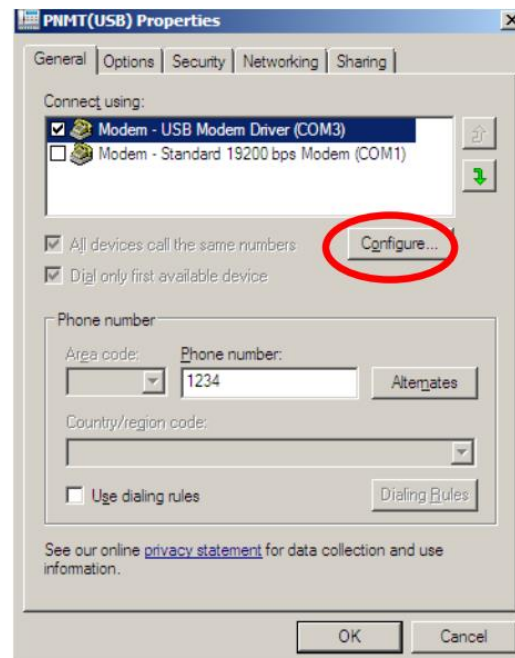 PNMT(USB) Properties
General Options Security Networking Sharing
Connect using:
Modem - USB Modem Driver (COM3)
Modem - Standard 19200 bps Modem (COM1)
All devices call the same numbers
Configure...
Dial only first available device
Phone number
Area code: Phone number:
1234 Alternates
Country/region code:
Use dialing rules Dialing Rules
See our online privacy statement for data collection and use
information.
OK Cancel